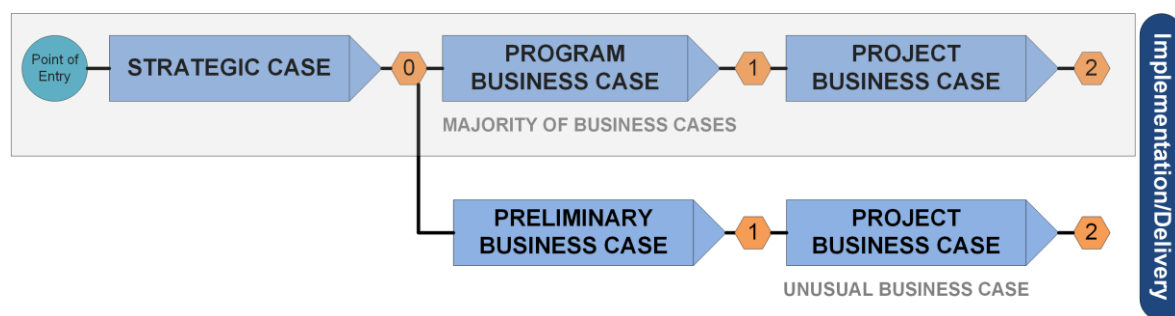 Point of
Entry
STRATEGIC CASE
0
PROGRAM
BUSINESS CASE
1
PROJECT
BUSINESS CASE
2
MAJORITY OF BUSINESS CASES
PRELIMINARY
BUSINESS CASE
1
PROJECT
BUSINESS CASE
2
UNUSUAL BUSINESS CASE
Implementation/Delivery